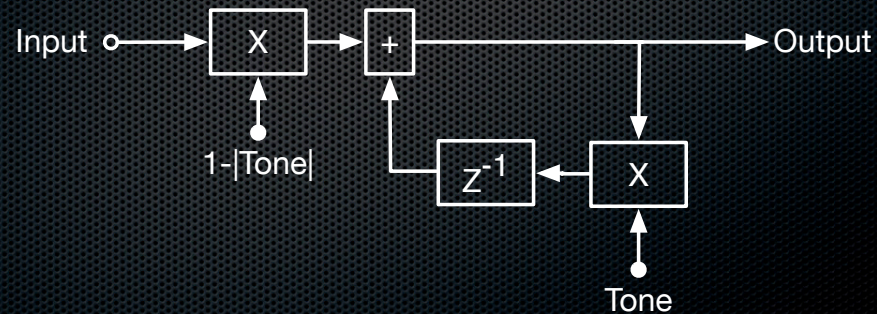 Input X + Output
1-|Tone|
Z⁻¹ X
Tone